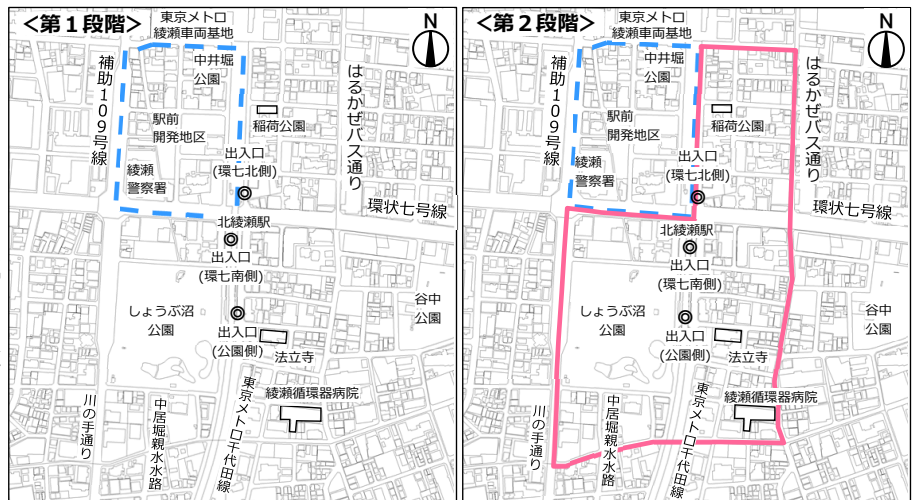 <第1段階>
東京メトロ
綾瀬車両基地
N
補助109号線
中井堀
公園
はるかぜバス通り
駅前
開発地区
稲荷公園
綾瀬
警察署
出入口
(環七北側)
環状七号線
北綾瀬駅
出入口
(環七南側)
しょうぶ沼
公園
谷中
公園
出入口
(公園側)
法立寺
綾瀬循環器病院
川の手通り
中居堀親水水路
東京メトロ千代田線
<第2段階>
東京メトロ
綾瀬車両基地
N
補助109号線
中井堀
公園
はるかぜバス通り
駅前
開発地区
稲荷公園
綾瀬
警察署
出入口
(環七北側)
環状七号線
北綾瀬駅
出入口
(環七南側)
しょうぶ沼
公園
谷中
公園
出入口
(公園側)
法立寺
綾瀬循環器病院
川の手通り
中居堀親水水路
東京メトロ千代田線